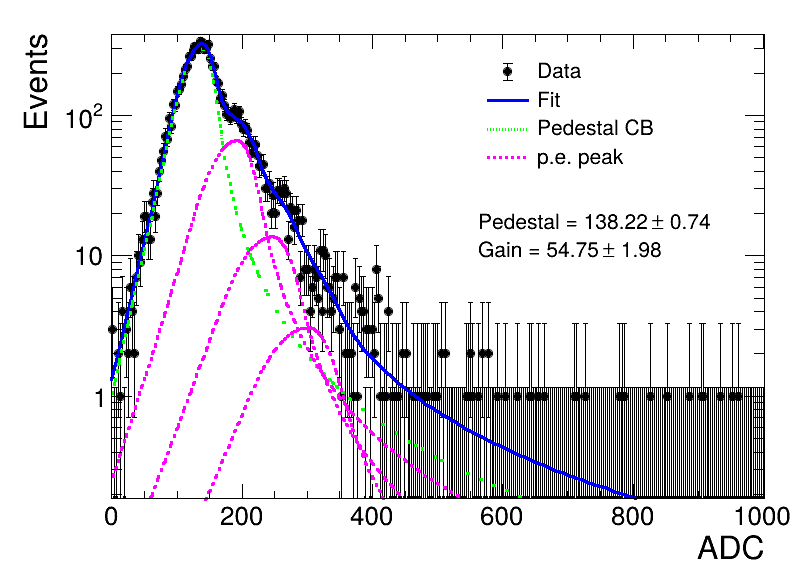 Events
10²
10
1
Data
Fit
Pedestal CB
p.e. peak
Pedestal = 138.22 ± 0.74
Gain = 54.75 ± 1.98
0 200 400 600 800 1000
ADC